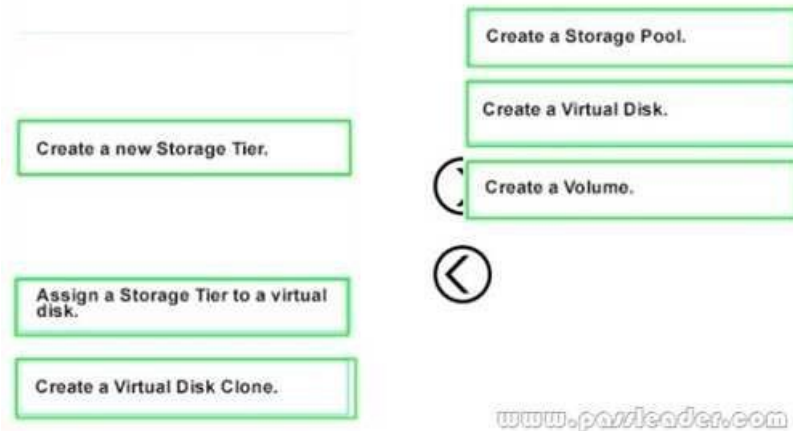 Create a new Storage Tier.
Assign a Storage Tier to a virtual
disk.
Create a Virtual Disk Clone.
Create a Storage Pool.
Create a Virtual Disk.
Create a Volume.
www.passleader.com